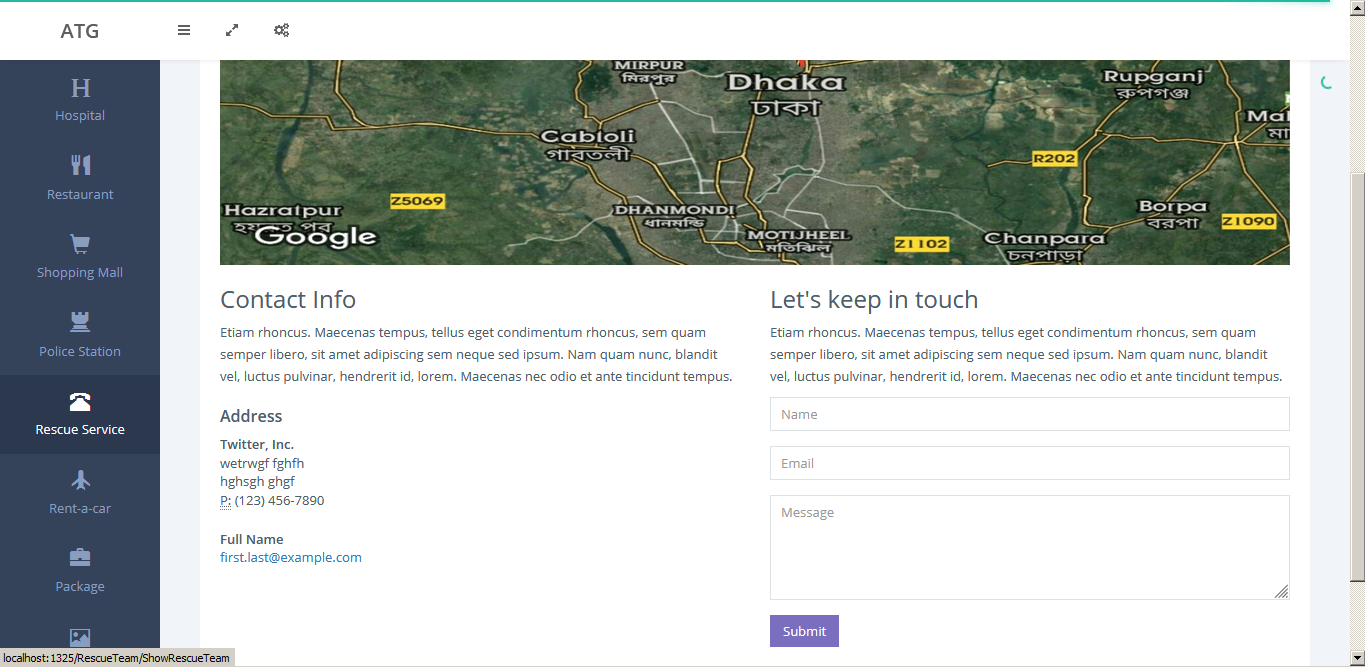 ATG
Hospital
Restaurant
Shopping Mall
Police Station
Rescue Service
Rent-a-car
Package
MIRPUR
মিরপুর
Dhaka
ঢাকা
Rupganj
রূপগঞ্জ
Mal
মা
Gabtoli
গাবতলী
R202
Z5069
Hazratpur
হযরত পুর
Google
DHANMONDI
ধানমন্ডি
MOTIJHEEL
মতিঝিল
Borpa
বরপা
Z1090
Z1102
Chanpara
চনপাড়া
Contact Info
Etiam rhoncus. Maecenas tempus, tellus eget condimentum rhoncus, sem quam
semper libero, sit amet adipiscing sem neque sed ipsum. Nam quam nunc, blandit
vel, luctus pulvinar, hendrerit id, lorem. Maecenas nec odio et ante tincidunt tempus.
Address
Twitter, Inc.
wetrwgf fghfh
hghsgh ghgf
P: (123) 456-7890
Full Name
first.last@example.com
Let's keep in touch
Etiam rhoncus. Maecenas tempus, tellus eget condimentum rhoncus, sem quam
semper libero, sit amet adipiscing sem neque sed ipsum. Nam quam nunc, blandit
vel, luctus pulvinar, hendrerit id, lorem. Maecenas nec odio et ante tincidunt tempus.
Name
Email
Message
Submit
localhost:1325/RescueTeam/ShowRescueTeam